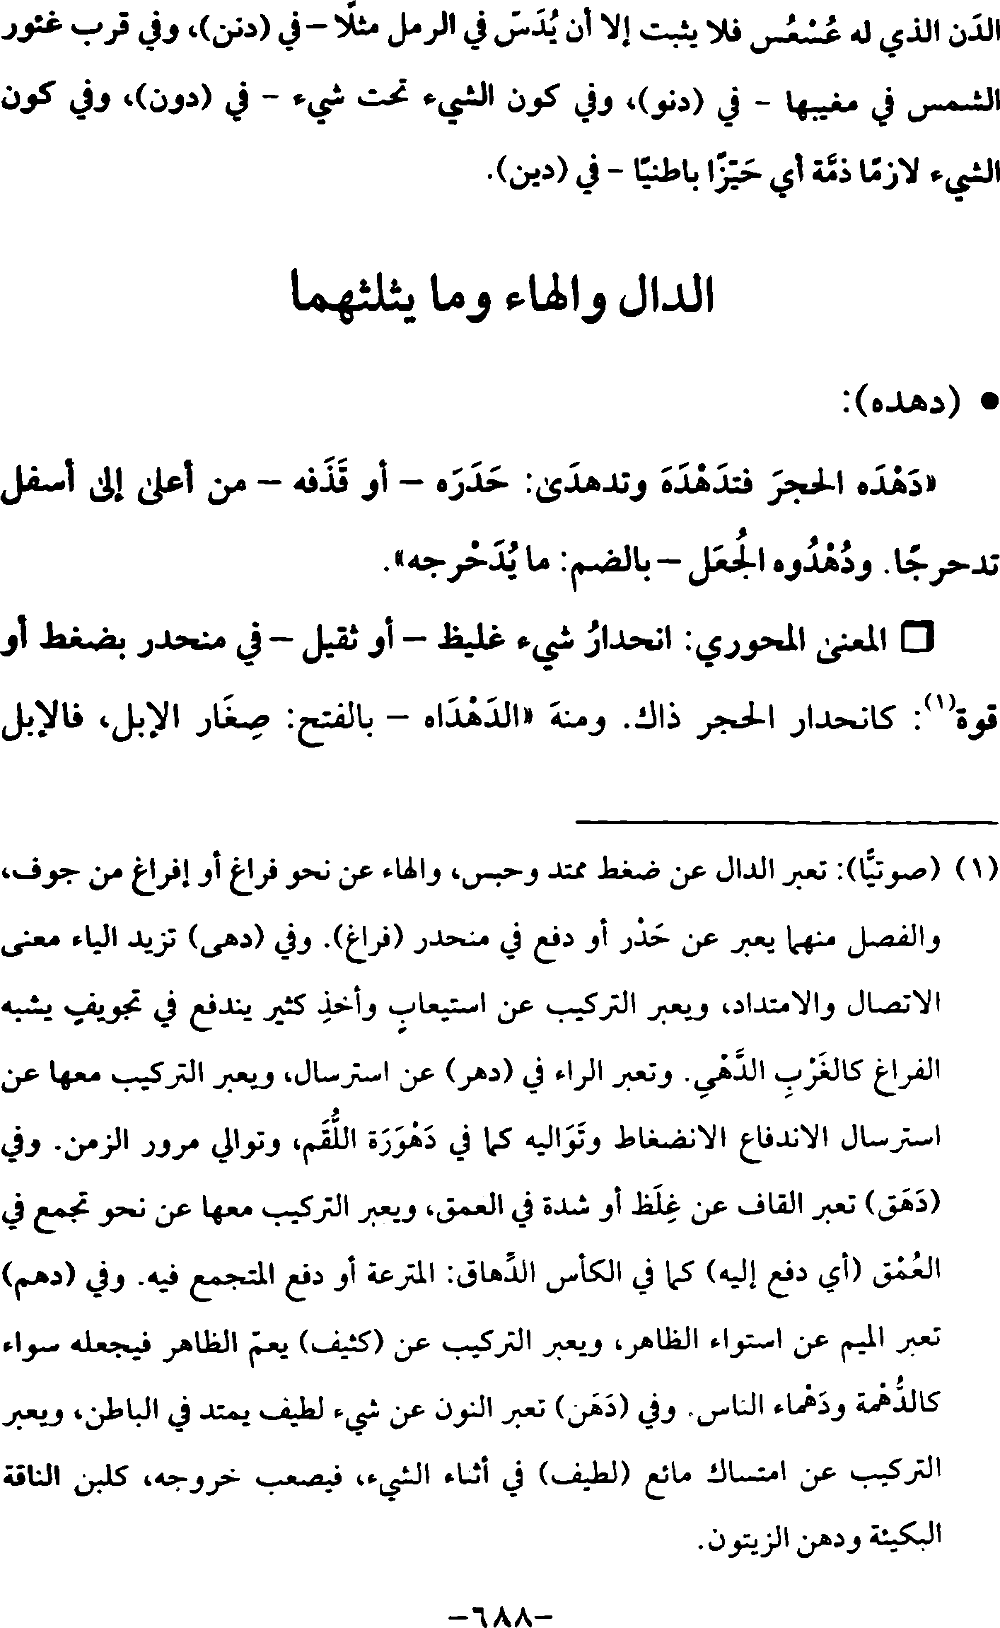 الدَن الذي له عُسْعُس فلا يثبت إلا أن يُدَسّ في الرمل مثلًا – في (دنن)، وفي قرب غئور
الشمس في مغيبها – في (دنو)، وفي كون الشيء تحت شيء – في (دون)، وفي كون
الشيء لازمًا ذمَّة أي حَيّزًا باطنيًا – في (دين).
الدال والهاء وما يثلثهما
• (دهده):
«دَهْدَه الحجرَ فتدَهْدَهَ وتدهدَىٰ: حَدَرَه – أو قَذَفه – من أعلىٰ إلىٰ أسفل
تدحرجًا. ودُهْدُوه الجُعَل – بالضم: ما يُدَحْرجه».
❒ المعنىٰ المحوري: انحدارُ شيء غليظ – أو ثقيل – في منحدر بضغط أو
قوة(١): كانحدار الحجر ذاك. ومنهَ «الدَهْدَاه – بالفتح: صِغَار الإبل، فالإبل
(١) (صوتيًّا): تعبر الدال عن ضغط ممتد وحبس، والهاء عن نحو فراغ أو إفراغ من جوف،
والفصل منهما يعبر عن حَدْر أو دفع في منحدر (فراغ). وفي (دهى) تزيد الياء معنى
الاتصال والامتداد، ويعبر التركيب عن استيعابٍ وأخذِ كثير يندفع في تجويفٍ يشبه
الفراغ كالغَرْبِ الدَّهْيِ. وتعبر الراء في (دهر) عن استرسال، ويعبر التركيب معها عن
استرسال الاندفاع الانضغاط وتَوَاليه كما في دَهْوَرَة اللُّقَم، وتوالي مرور الزمن. وفي
(دَهَق) تعبر القاف عن غِلَظ أو شدة في العمق، ويعبر التركيب معها عن نحو تجمع في
العُمْق (أي دفع إليه) كما في الكأس الدِّهاق: المترعة أو دفع المتجمع فيه. وفي (دهم)
تعبر الميم عن استواء الظاهر، ويعبر التركيب عن (كثيف) يعمّ الظاهر فيجعله سواء
كالدُّهْمة ودَهْماء الناس. وفي (دَهَن) تعبر النون عن شيء لطيف يمتد في الباطن، ويعبر
التركيب عن امتساك مائع (لطيف) في أثناء الشيء، فيصعب خروجه، كلبن الناقة
البكيئة ودهن الزيتون.
–٦٨٨–